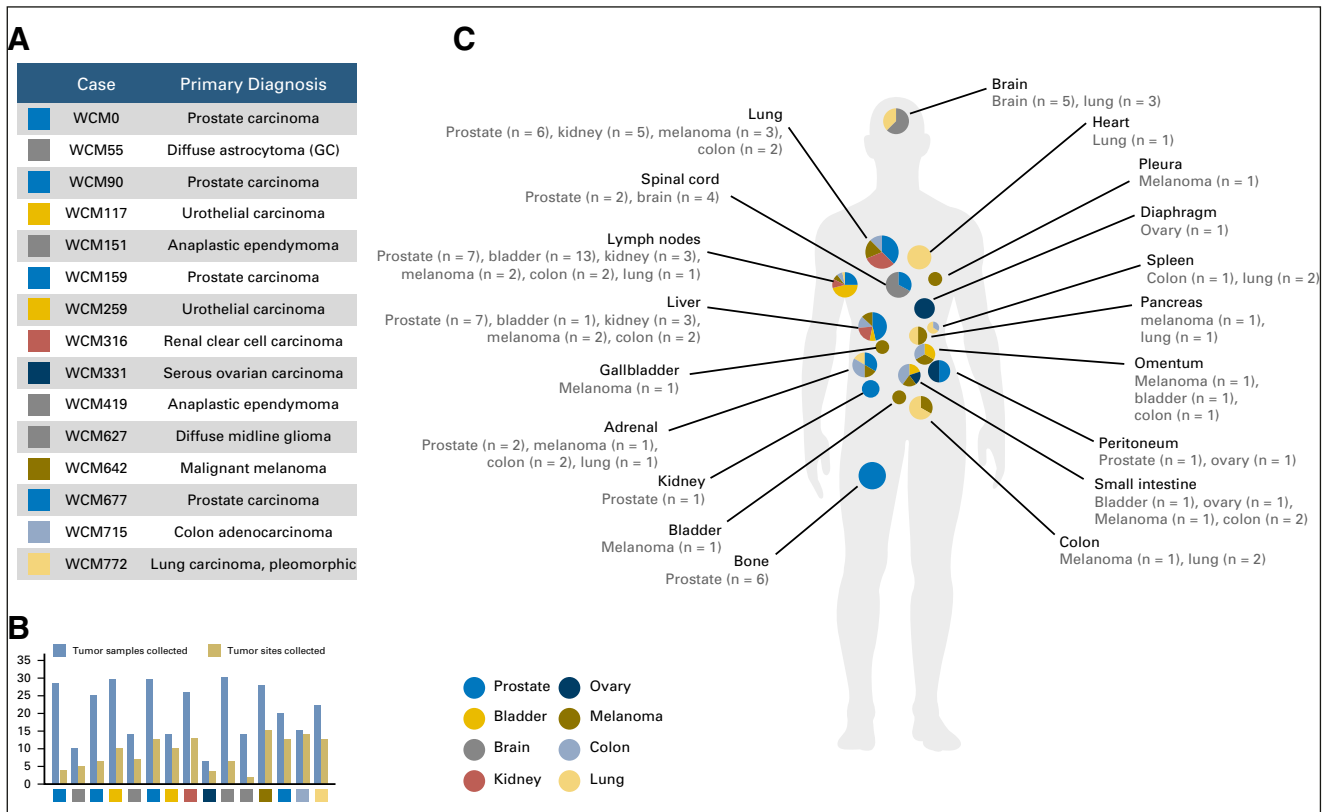 A
Case Primary Diagnosis
WCM0 Prostate carcinoma
WCM55 Diffuse astrocytoma (GC)
WCM90 Prostate carcinoma
WCM117 Urothelial carcinoma
WCM151 Anaplastic ependymoma
WCM159 Prostate carcinoma
WCM259 Urothelial carcinoma
WCM316 Renal clear cell carcinoma
WCM331 Serous ovarian carcinoma
WCM419 Anaplastic ependymoma
WCM627 Diffuse midline glioma
WCM642 Malignant melanoma
WCM677 Prostate carcinoma
WCM715 Colon adenocarcinoma
WCM772 Lung carcinoma, pleomorphic
B
Tumor samples collected Tumor sites collected
35
30
25
20
15
10
5
0
C
Lung
Prostate (n = 6), kidney (n = 5), melanoma (n = 3),
colon (n = 2)
Spinal cord
Prostate (n = 2), brain (n = 4)
Lymph nodes
Prostate (n = 7), bladder (n = 13), kidney (n = 3),
melanoma (n = 2), colon (n = 2), lung (n = 1)
Liver
Prostate (n = 7), bladder (n = 1), kidney (n = 3),
melanoma (n = 2), colon (n = 2)
Gallbladder
Melanoma (n = 1)
Adrenal
Prostate (n = 2), melanoma (n = 1),
colon (n = 2), lung (n = 1)
Kidney
Prostate (n = 1)
Bladder
Melanoma (n = 1)
Bone
Prostate (n = 6)
Brain
Brain (n = 5), lung (n = 3)
Heart
Lung (n = 1)
Pleura
Melanoma (n = 1)
Diaphragm
Ovary (n = 1)
Spleen
Colon (n = 1), lung (n = 2)
Pancreas
melanoma (n = 1),
lung (n = 1)
Omentum
Melanoma (n = 1),
bladder (n = 1),
colon (n = 1)
Peritoneum
Prostate (n = 1), ovary (n = 1)
Small intestine
Bladder (n = 1), ovary (n = 1),
Melanoma (n = 1), colon (n = 2)
Colon
Melanoma (n = 1), lung (n = 2)
Prostate Ovary
Bladder Melanoma
Brain Colon
Kidney Lung